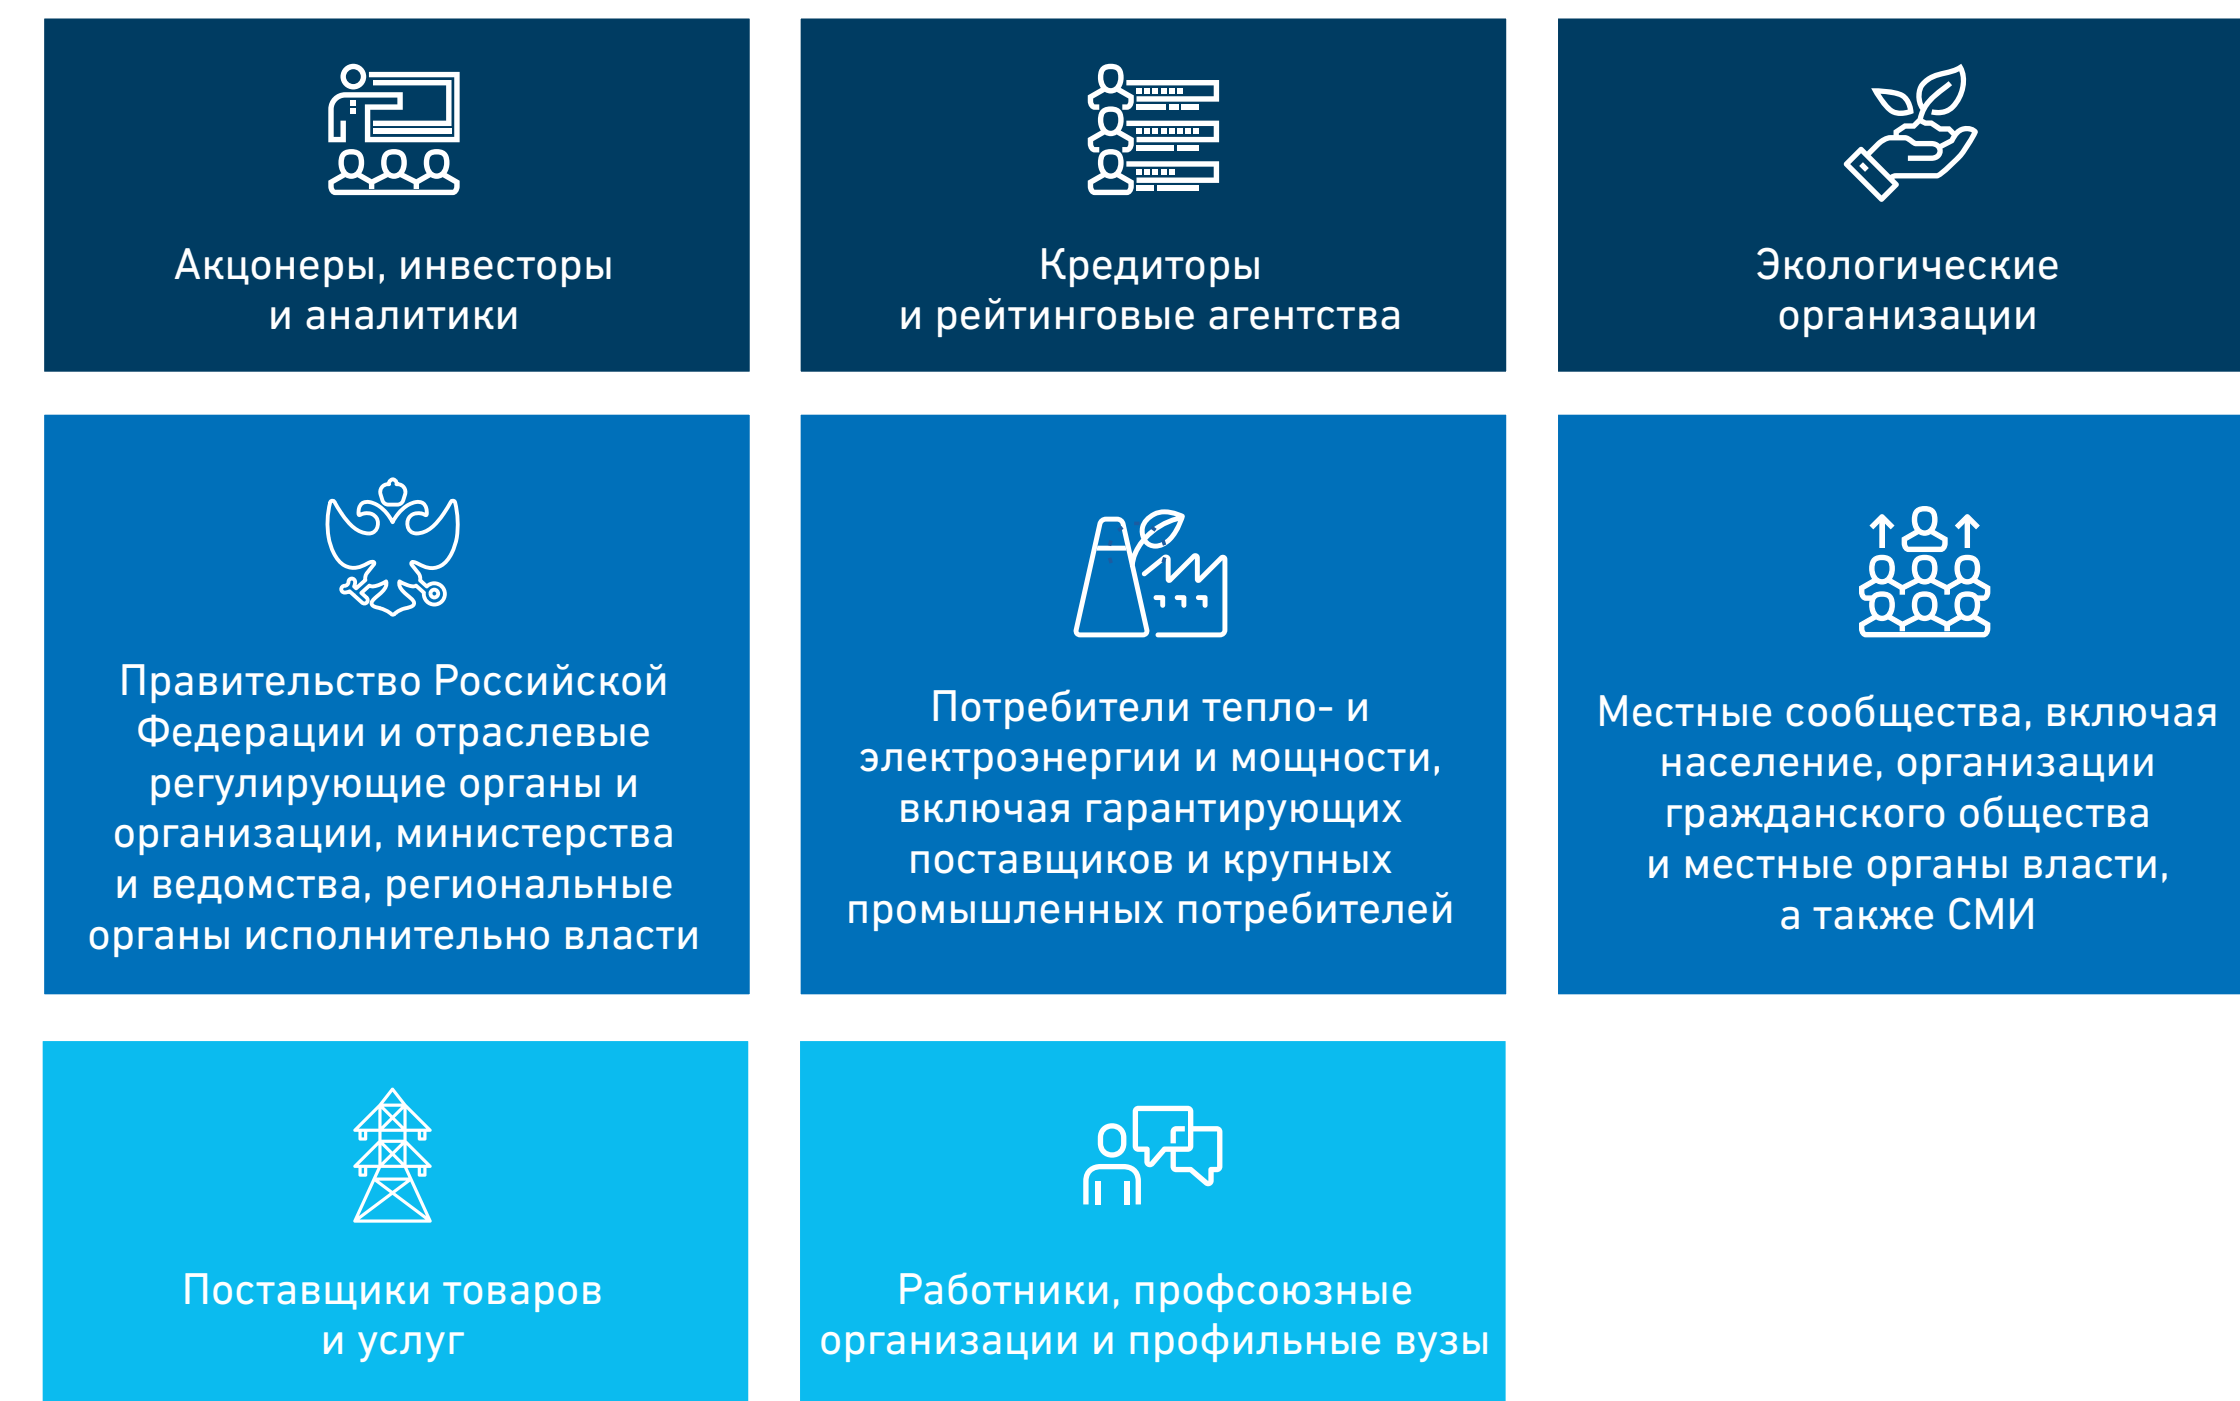 Акцонеры, инвесторы
и аналитики
Кредиторы
и рейтинговые агентства
Экологические
организации
Правительство Российской
Федерации и отраслевые
регулирующие органы и
организации, министерства
и ведомства, региональные
органы исполнительно власти
Потребители тепло- и
электроэнергии и мощности,
включая гарантирующих
поставщиков и крупных
промышленных потребителей
Местные сообщества, включая
население, организации
гражданского общества
и местные органы власти,
а также СМИ
Поставщики товаров
и услуг
Работники, профсоюзные
организации и профильные вузы